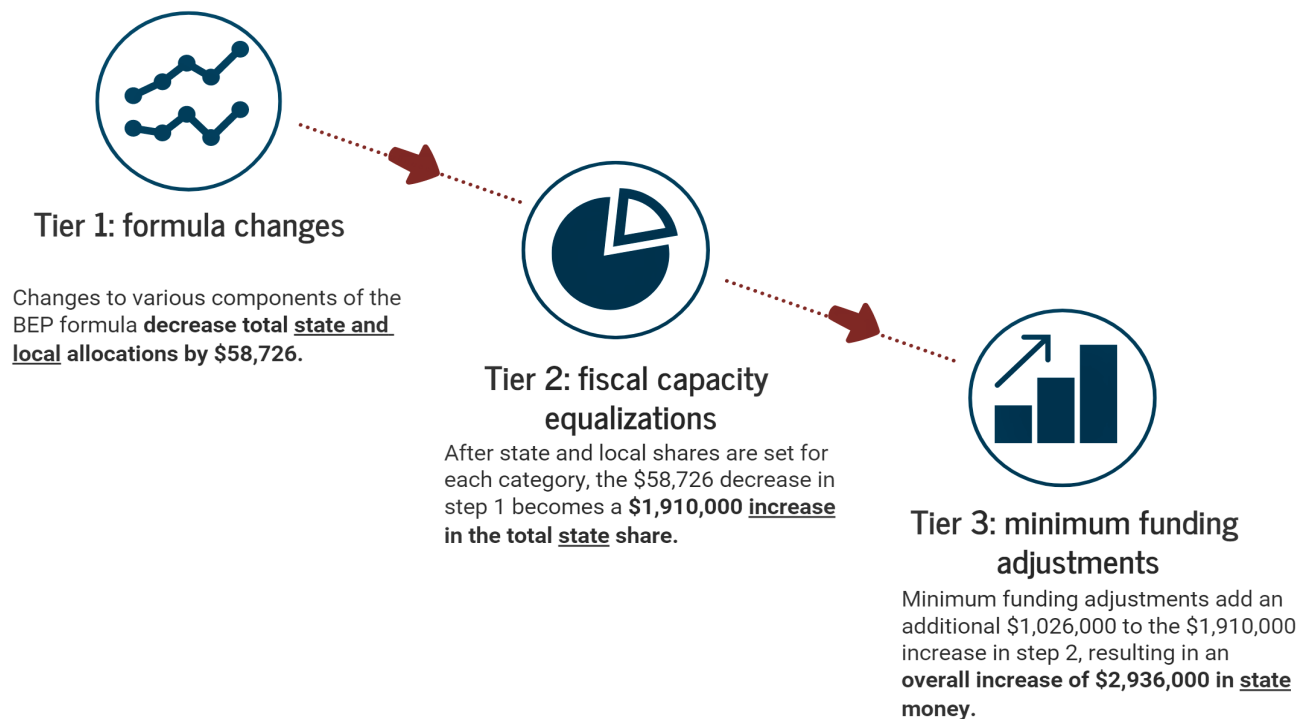 Tier 1: formula changes
Changes to various components of the
BEP formula decrease total state and
local allocations by $58,726.
Tier 2: fiscal capacity
equalizations
After state and local shares are set for
each category, the $58,726 decrease in
step 1 becomes a $1,910,000 increase
in the total state share.
Tier 3: minimum funding
adjustments
Minimum funding adjustments add an
additional $1,026,000 to the $1,910,000
increase in step 2, resulting in an
overall increase of $2,936,000 in state
money.